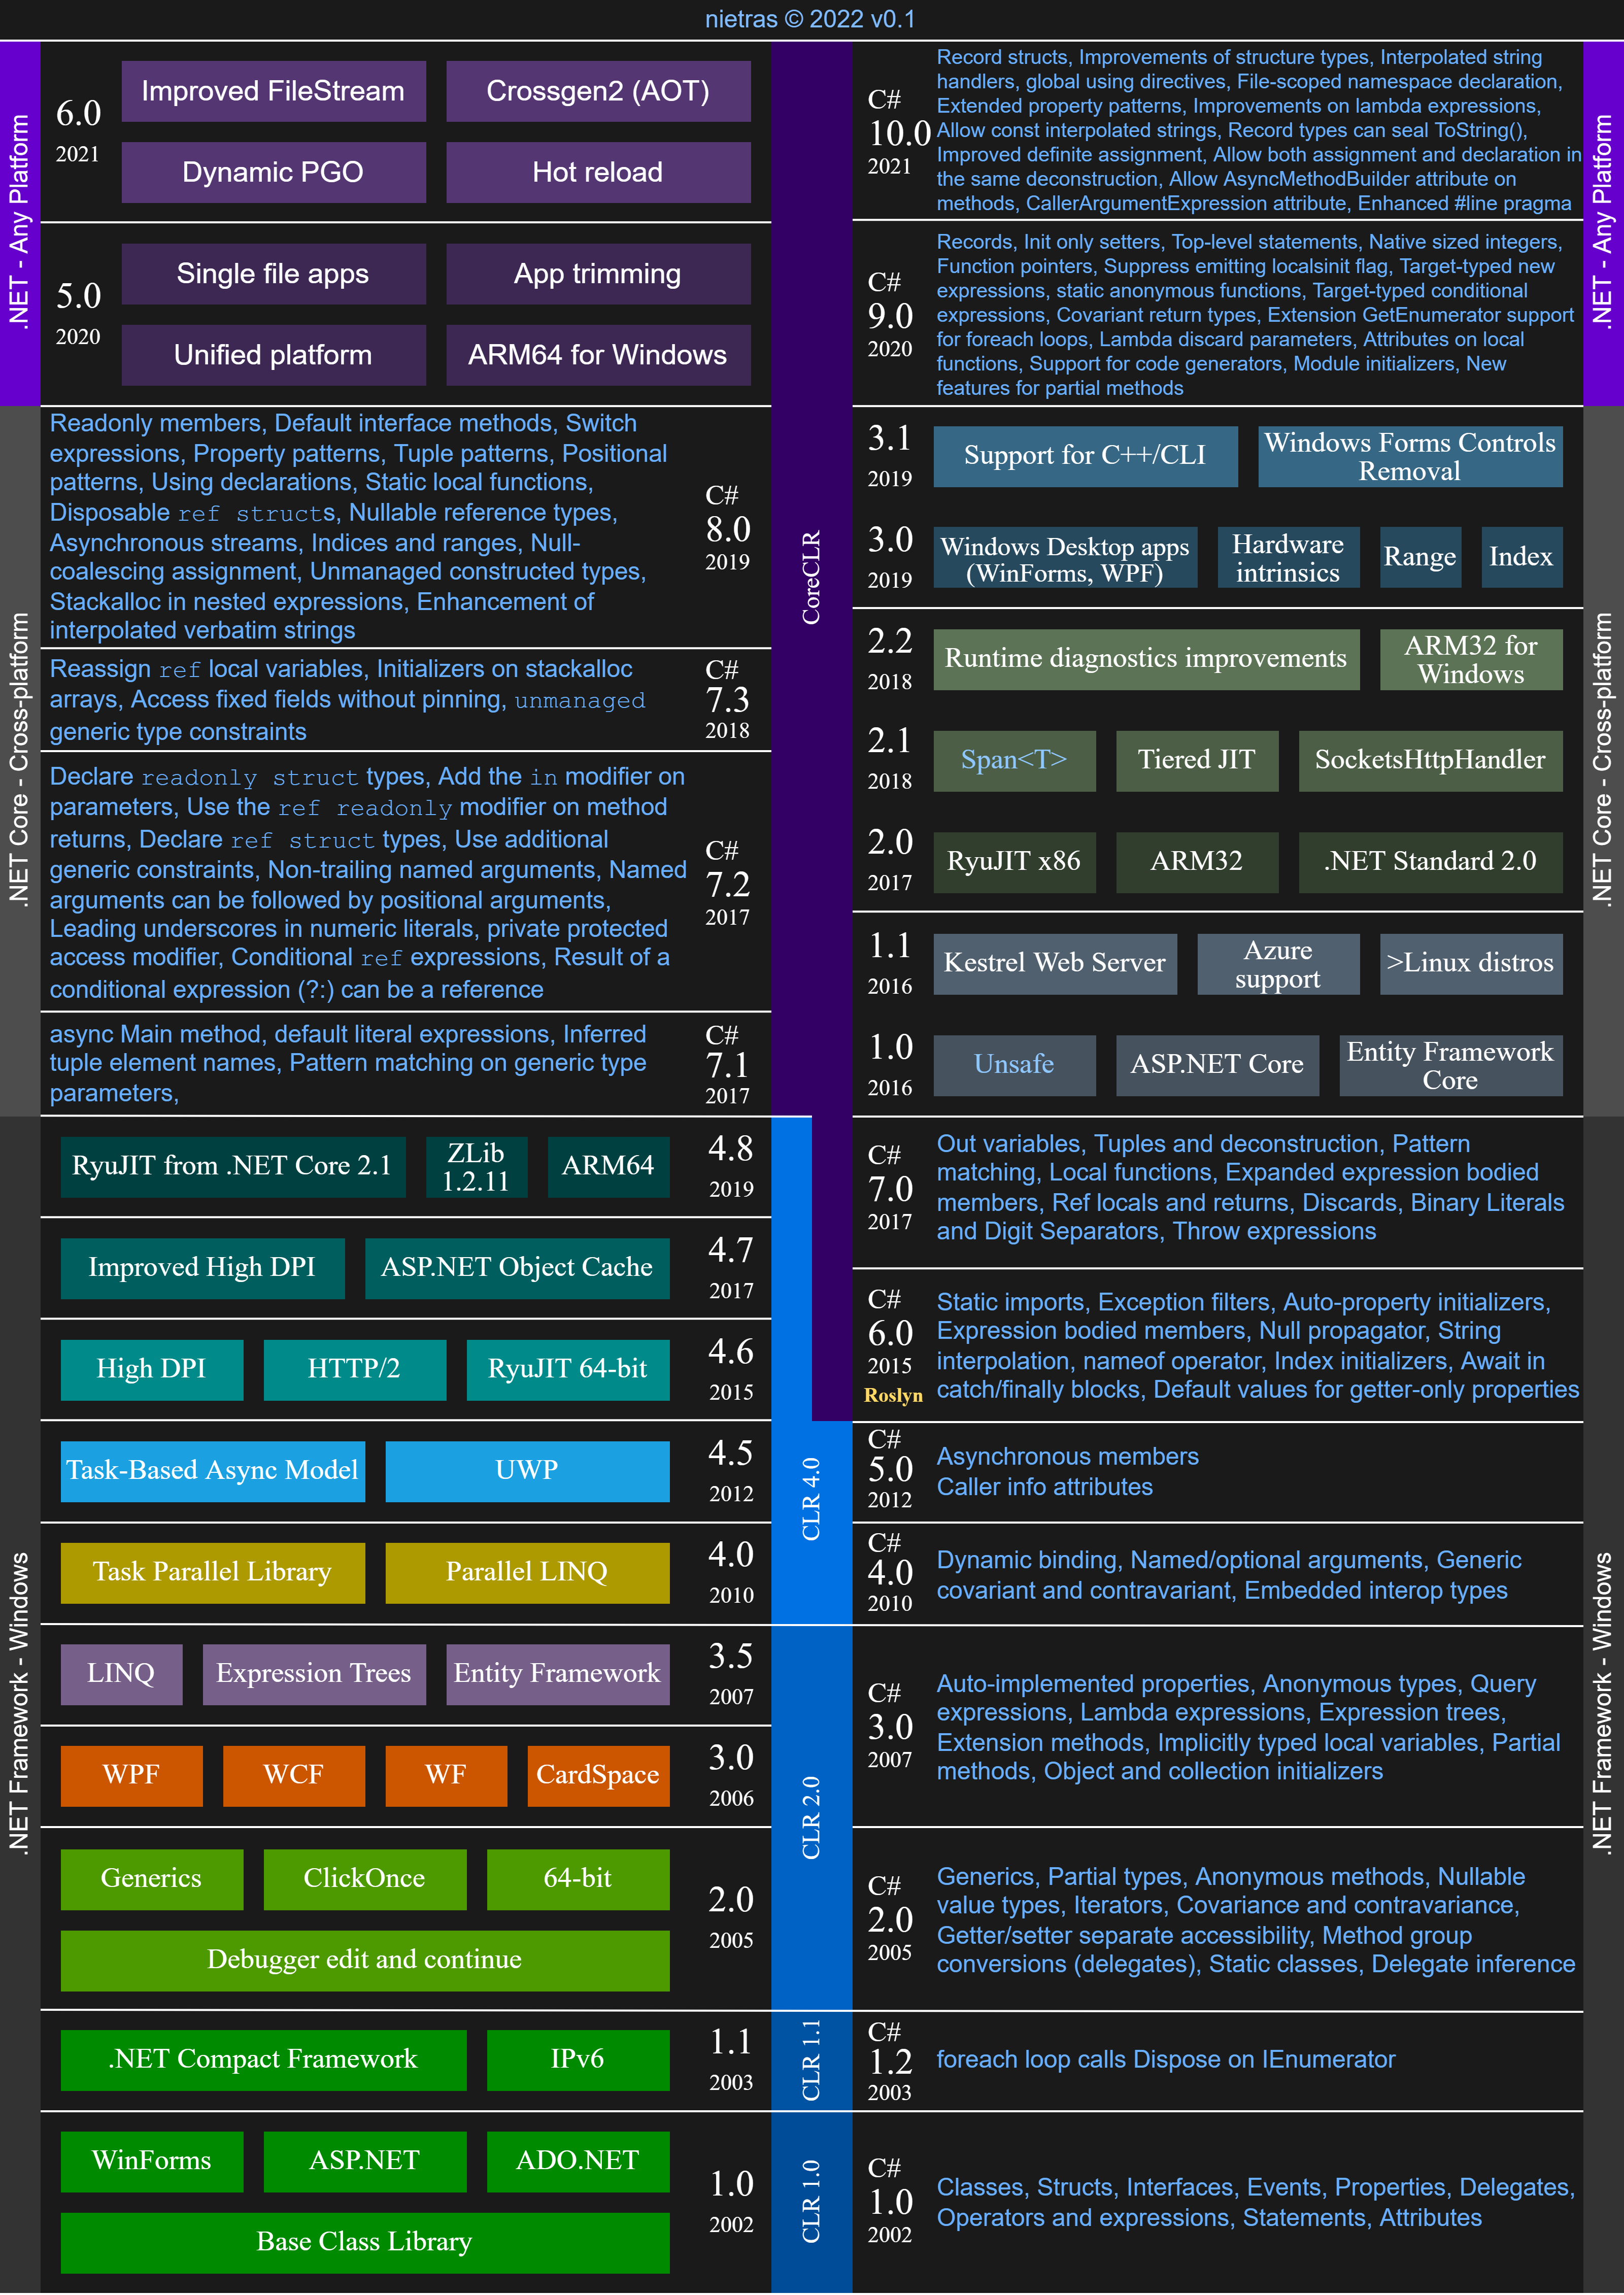 nietras © 2022 v0.1
.NET - Any Platform
6.0
2021
Improved FileStream
Crossgen2 (AOT)
Dynamic PGO
Hot reload
5.0
2020
Single file apps
App trimming
Unified platform
ARM64 for Windows
C#
10.0
2021
Record structs, Improvements of structure types, Interpolated string
handlers, global using directives, File-scoped namespace declaration,
Extended property patterns, Improvements on lambda expressions,
Allow const interpolated strings, Record types can seal ToString(),
Improved definite assignment, Allow both assignment and declaration in
the same deconstruction, Allow AsyncMethodBuilder attribute on
methods, CallerArgumentExpression attribute, Enhanced #line pragma
C#
9.0
2020
Records, Init only setters, Top-level statements, Native sized integers,
Function pointers, Suppress emitting localsinit flag, Target-typed new
expressions, static anonymous functions, Target-typed conditional
expressions, Covariant return types, Extension GetEnumerator support
for foreach loops, Lambda discard parameters, Attributes on local
functions, Support for code generators, Module initializers, New
features for partial methods
.NET - Any Platform
.NET Core - Cross-platform
Readonly members, Default interface methods, Switch
expressions, Property patterns, Tuple patterns, Positional
patterns, Using declarations, Static local functions,
Disposable ref structs, Nullable reference types,
Asynchronous streams, Indices and ranges, Null-
coalescing assignment, Unmanaged constructed types,
Stackalloc in nested expressions, Enhancement of
interpolated verbatim strings
C#
8.0
2019
Reassign ref local variables, Initializers on stackalloc
arrays, Access fixed fields without pinning, unmanaged
generic type constraints
C#
7.3
2018
Declare readonly struct types, Add the in modifier on
parameters, Use the ref readonly modifier on method
returns, Declare ref struct types, Use additional
generic constraints, Non-trailing named arguments, Named
arguments can be followed by positional arguments,
Leading underscores in numeric literals, private protected
access modifier, Conditional ref expressions, Result of a
conditional expression (?:) can be a reference
C#
7.2
2017
async Main method, default literal expressions, Inferred
tuple element names, Pattern matching on generic type
parameters,
C#
7.1
2017
CoreCLR
3.1
2019
Support for C++/CLI
Windows Forms Controls
Removal
3.0
2019
Windows Desktop apps
(WinForms, WPF)
Hardware
intrinsics
Range
Index
2.2
2018
Runtime diagnostics improvements
ARM32 for
Windows
2.1
2018
Span<T>
Tiered JIT
SocketsHttpHandler
2.0
2017
RyuJIT x86
ARM32
.NET Standard 2.0
1.1
2016
Kestrel Web Server
Azure
support
>Linux distros
1.0
2016
Unsafe
ASP.NET Core
Entity Framework
Core
.NET Core - Cross-platform
.NET Framework - Windows
RyuJIT from .NET Core 2.1
ZLib
1.2.11
ARM64
4.8
2019
Improved High DPI
ASP.NET Object Cache
4.7
2017
High DPI
HTTP/2
RyuJIT 64-bit
4.6
2015
Task-Based Async Model
UWP
4.5
2012
Task Parallel Library
Parallel LINQ
4.0
2010
LINQ
Expression Trees
Entity Framework
3.5
2007
WPF
WCF
WF
CardSpace
3.0
2006
Generics
ClickOnce
64-bit
Debugger edit and continue
2.0
2005
.NET Compact Framework
IPv6
1.1
2003
WinForms
ASP.NET
ADO.NET
Base Class Library
1.0
2002
CLR 4.0
CLR 2.0
CLR 1.1
CLR 1.0
C#
7.0
2017
Out variables, Tuples and deconstruction, Pattern
matching, Local functions, Expanded expression bodied
members, Ref locals and returns, Discards, Binary Literals
and Digit Separators, Throw expressions
C#
6.0
2015
Roslyn
Static imports, Exception filters, Auto-property initializers,
Expression bodied members, Null propagator, String
interpolation, nameof operator, Index initializers, Await in
catch/finally blocks, Default values for getter-only properties
C#
5.0
2012
Asynchronous members
Caller info attributes
C#
4.0
2010
Dynamic binding, Named/optional arguments, Generic
covariant and contravariant, Embedded interop types
C#
3.0
2007
Auto-implemented properties, Anonymous types, Query
expressions, Lambda expressions, Expression trees,
Extension methods, Implicitly typed local variables, Partial
methods, Object and collection initializers
C#
2.0
2005
Generics, Partial types, Anonymous methods, Nullable
value types, Iterators, Covariance and contravariance,
Getter/setter separate accessibility, Method group
conversions (delegates), Static classes, Delegate inference
C#
1.2
2003
foreach loop calls Dispose on IEnumerator
C#
1.0
2002
Classes, Structs, Interfaces, Events, Properties, Delegates,
Operators and expressions, Statements, Attributes
.NET Framework - Windows